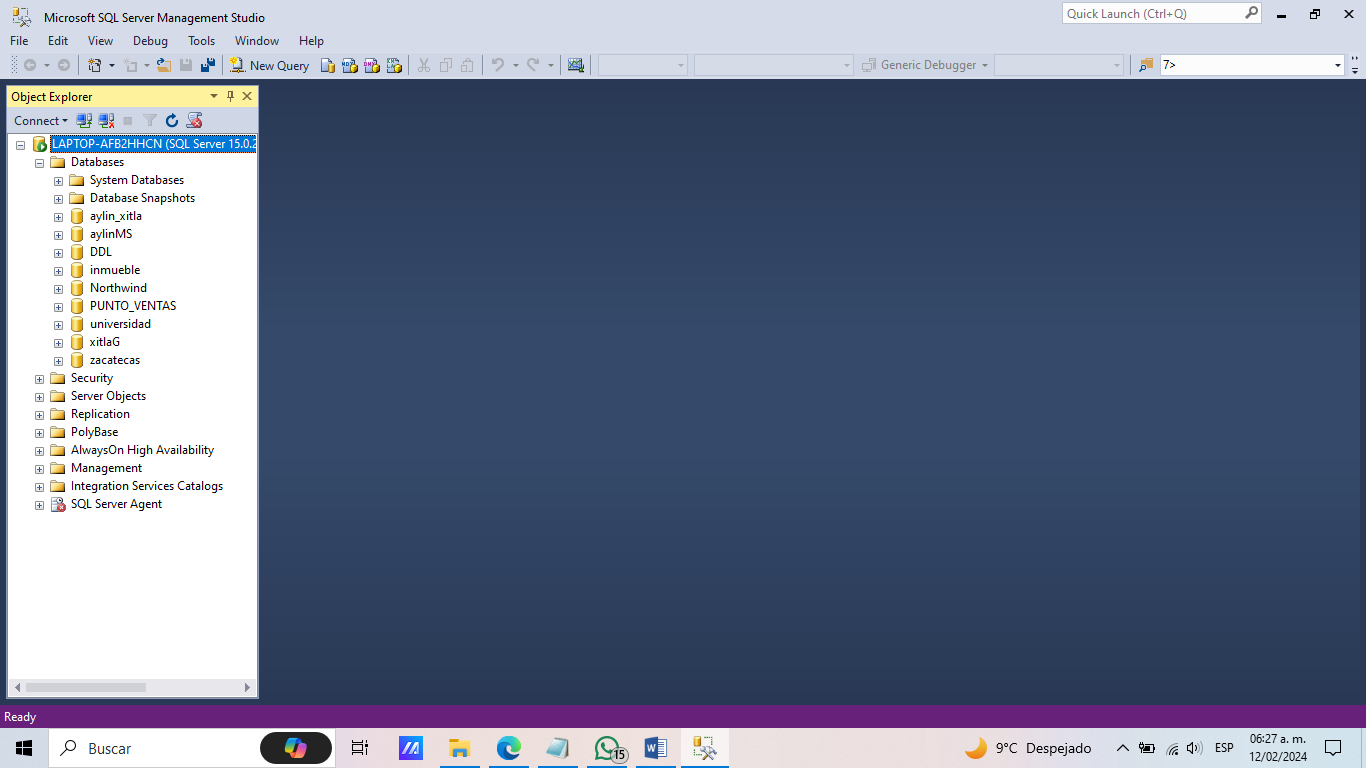 Microsoft SQL Server Management Studio
Quick Launch (Ctrl+Q)
File Edit View Debug Tools Window Help
New Query
Generic Debugger
7>
Object Explorer
Connect
LAPTOP-AFB2HHCN (SQL Server 15.0.2
Databases
System Databases
Database Snapshots
aylin_xitla
aylinMS
DDL
inmueble
Northwind
PUNTO_VENTAS
universidad
xitlaG
zacatecas
Security
Server Objects
Replication
PolyBase
AlwaysOn High Availability
Management
Integration Services Catalogs
SQL Server Agent
Ready
Buscar
15
9°C Despejado
ESP
06:27 a. m.
12/02/2024